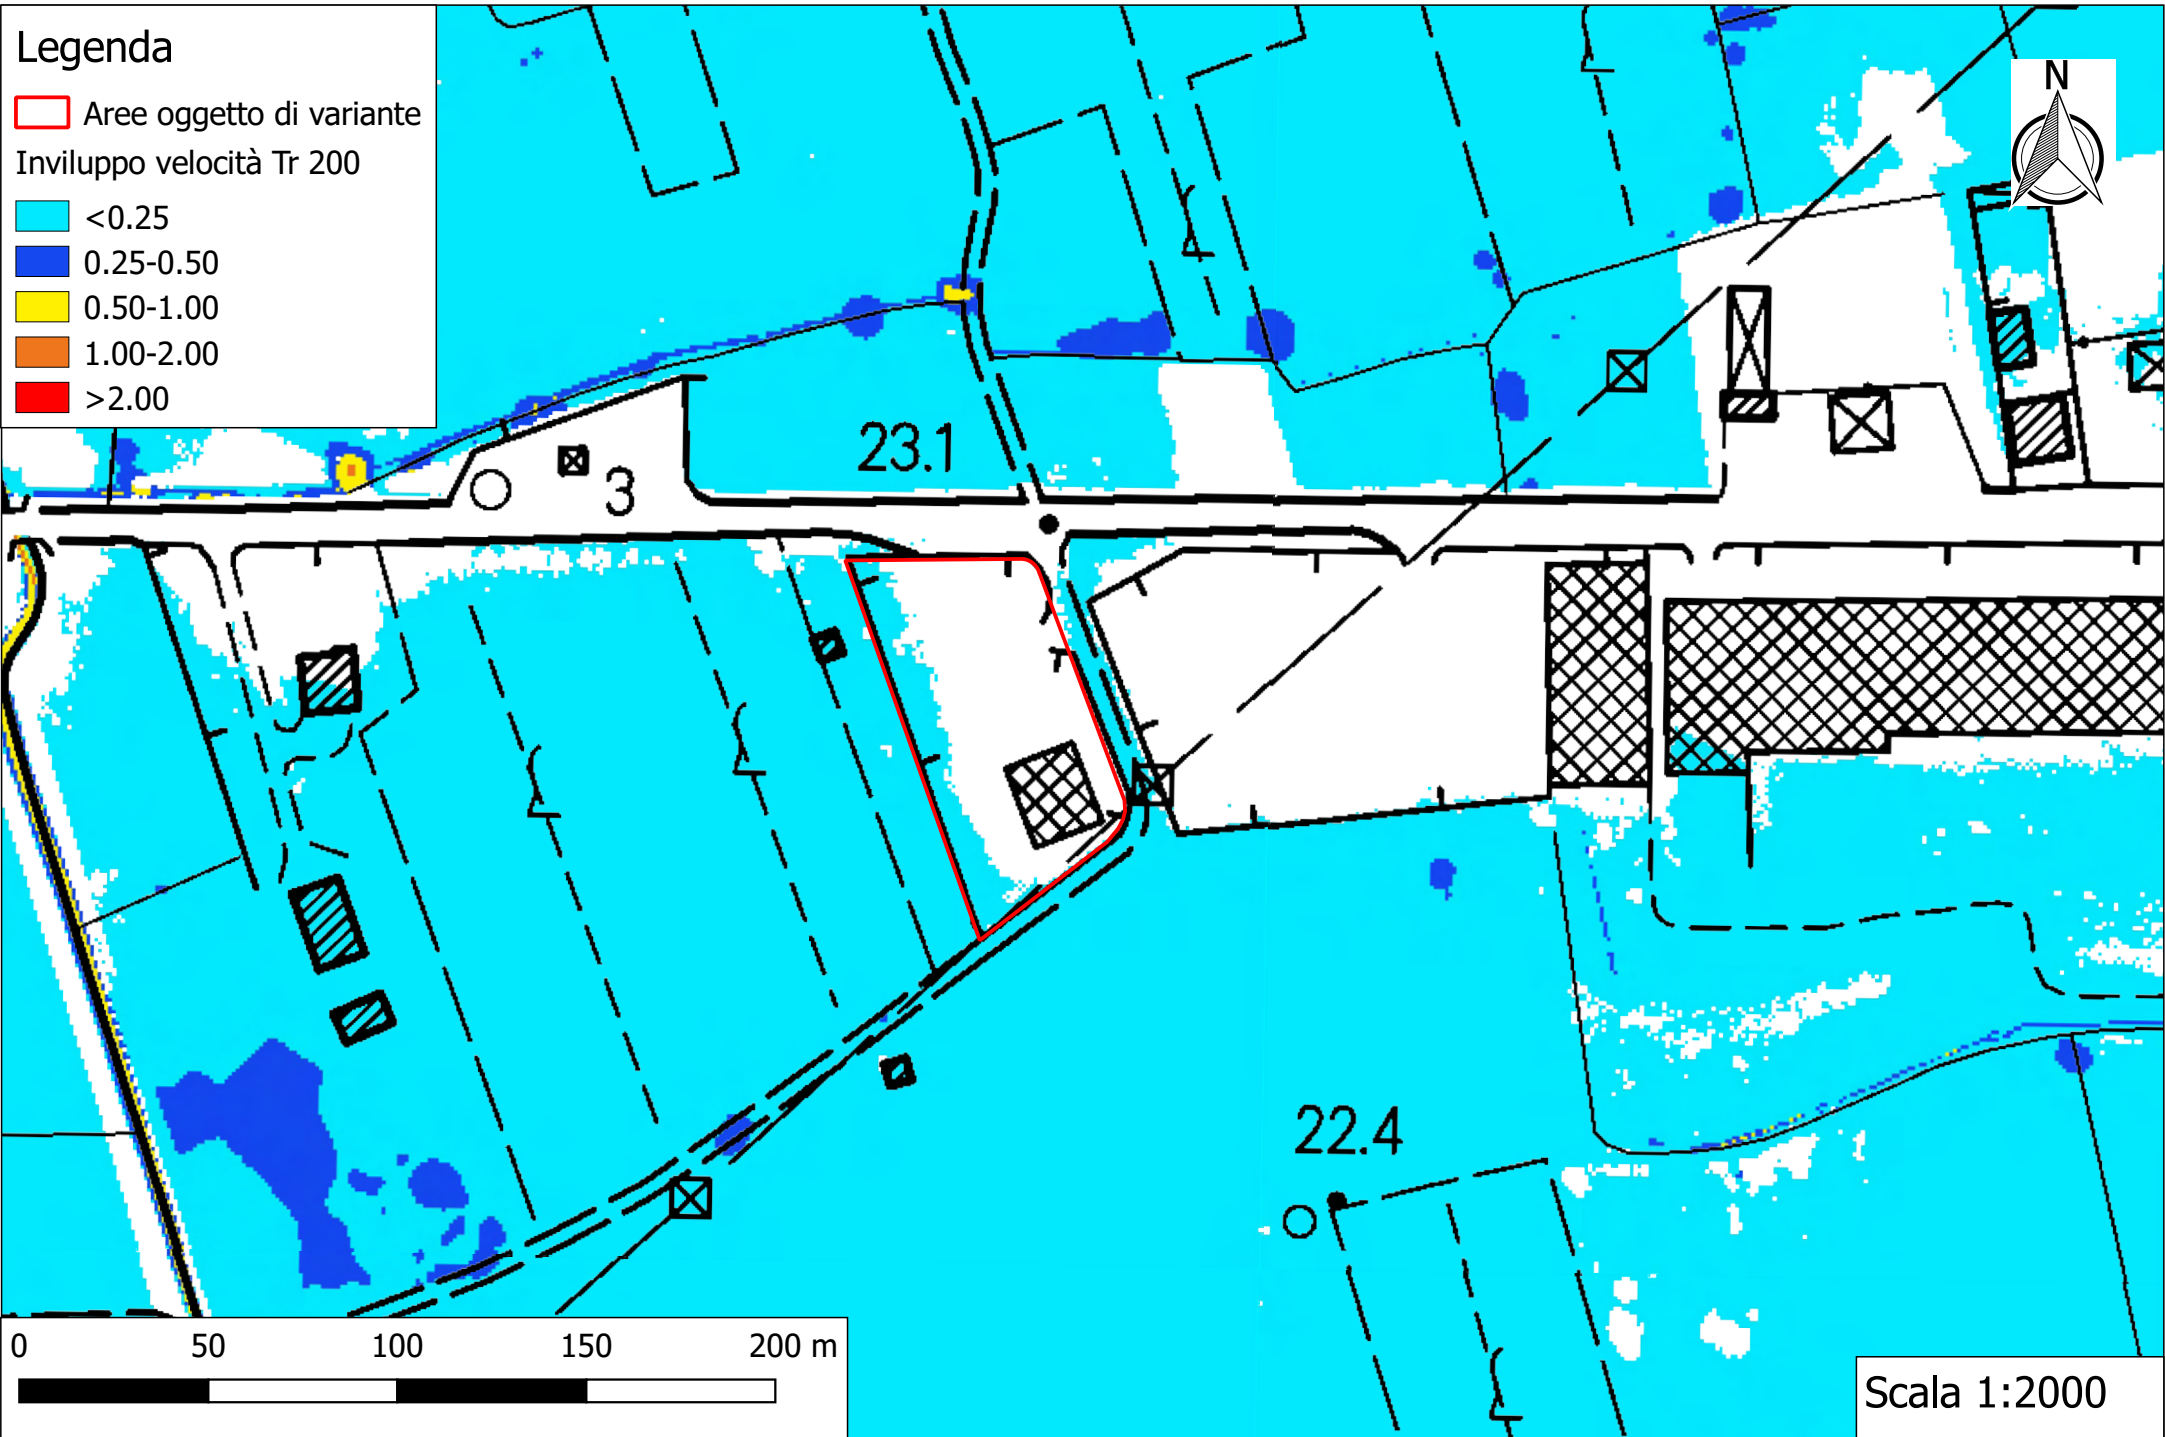 Legenda
Aree oggetto di variante
Inviluppo velocità Tr 200
<0.25
0.25-0.50
0.50-1.00
1.00-2.00
>2.00
N
23.1
3
22.4
0 50 100 150 200 m
Scala 1:2000